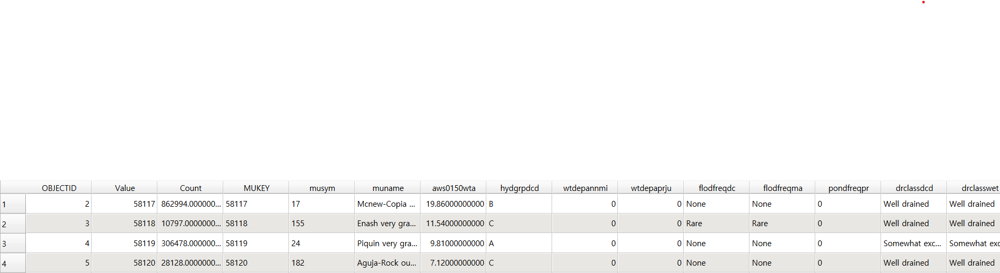 OBJECTID Value Count MUKEY musym muname aws0150wta hydgrpdcd wtdepannmi wtdepaprju flodfreqdc flodfreqma pondfreqpr drclassdcd drclasswet
1 2 58117 862994.000000... 58117 17 Mcnew-Copia ... 19.86000000000 B 0 0 None None 0 Well drained Well drained
2 3 58118 10797.0000000... 58118 155 Enash very gra... 11.54000000000 C 0 0 Rare Rare 0 Well drained Well drained
3 4 58119 306478.000000... 58119 24 Piquin very gra... 9.81000000000 A 0 0 None None 0 Somewhat exc... Somewhat exc
4 5 58120 28128.0000000... 58120 182 Aguja-Rock ou... 7.12000000000 C 0 0 None None 0 Well drained Well drained